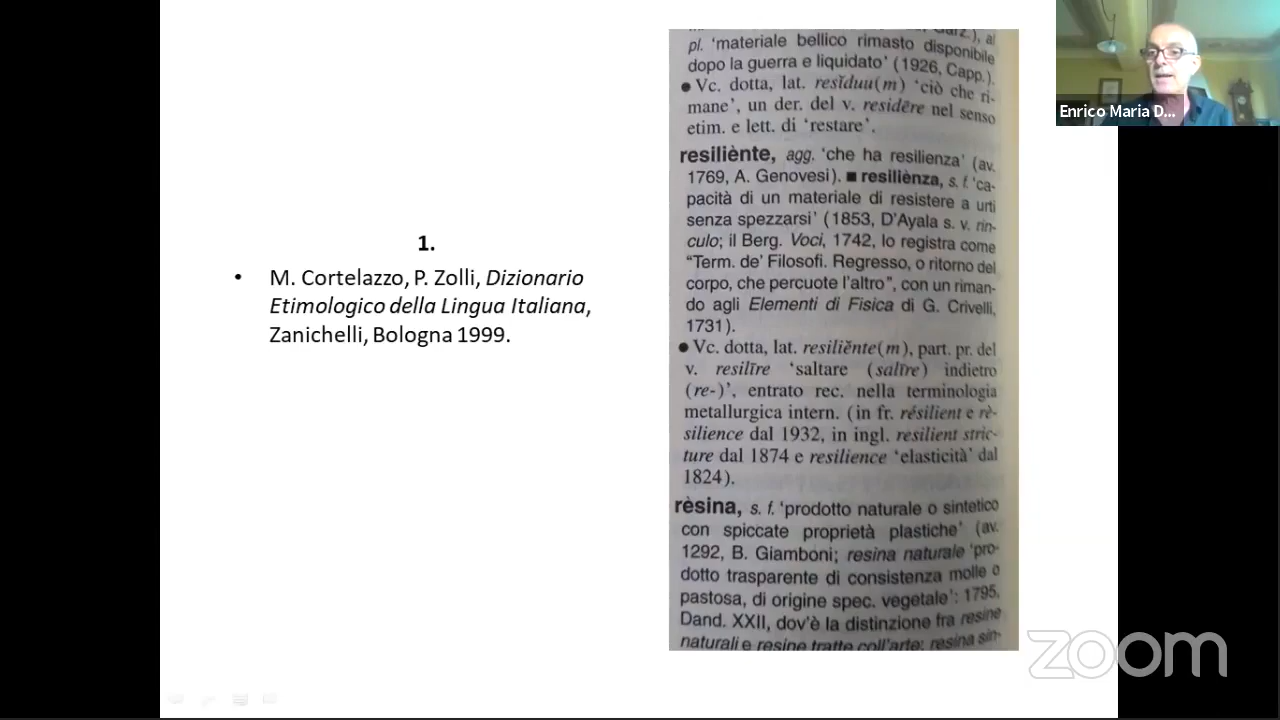 1.
• M. Cortelazzo, P. Zolli, Dizionario
Etimologico della Lingua Italiana,
Zanichelli, Bologna 1999.
Garz.), al
pl. ‘materiale bellico rimasto disponibile
dopo la guerra e liquidato’ (1926, Capp.).
● Vc. dotta, lat. resĭduu(m) ‘ciò che ri-
mane’, un der. del v. residēre nel senso
etim. e lett. di ‘restare’.
resiliènte, agg. ‘che ha resilienza’ (av.
1769, A. Genovesi). ■ resiliènza, s. f. ‘ca-
pacità di un materiale di resistere a urti
senza spezzarsi’ (1853, D’Ayala s. v. rin-
culo; il Berg. Voci, 1742, lo registra come
“Term. de’ Filosofi. Regresso, o ritorno del
corpo, che percuote l’altro”, con un riman-
do agli Elementi di Fisica di G. Crivelli,
1731).
● Vc. dotta, lat. resiliĕnte(m), part. pr. del
v. resilīre ‘saltare (salīre) indietro
(re-)’, entrato rec. nella terminologia
metallurgica intern. (in fr. résilient e rè-
silience dal 1932, in ingl. resilient stric-
ture dal 1874 e resilience ‘elasticità’ dal
1824).
rèsina, s. f. ‘prodotto naturale o sintetico
con spiccate proprietà plastiche’ (av.
1292, B. Giamboni; resina naturale ‘pro-
dotto trasparente di consistenza molle o
pastosa, di origine spec. vegetale’: 1795,
Dand. XXII, dov’è la distinzione fra resine
naturali e resine tratte coll’arte; resina sin-
Enrico Maria D...
zoom